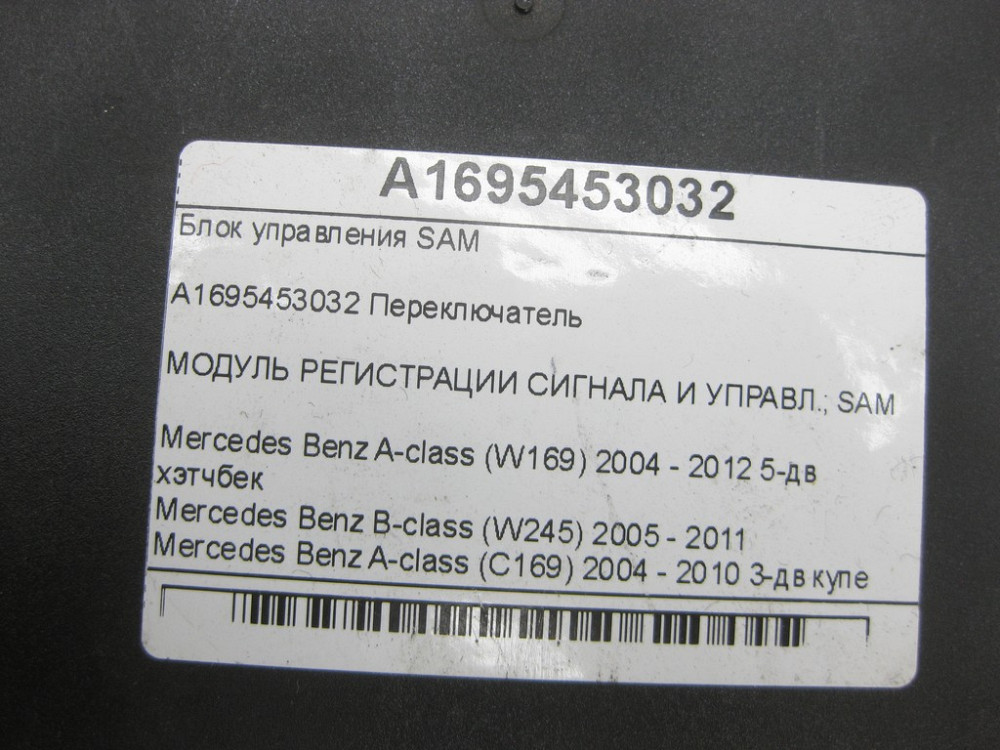 A1695453032
Блок управления SAM
A1695453032 Переключатель
МОДУЛЬ РЕГИСТРАЦИИ СИГНАЛА И УПРАВЛ.; SAM
Mercedes Benz A-class (W169) 2004 - 2012 5-дв
хэтчбек
Mercedes Benz B-class (W245) 2005 - 2011
Mercedes Benz A-class (C169) 2004 - 2010 3-дв купе